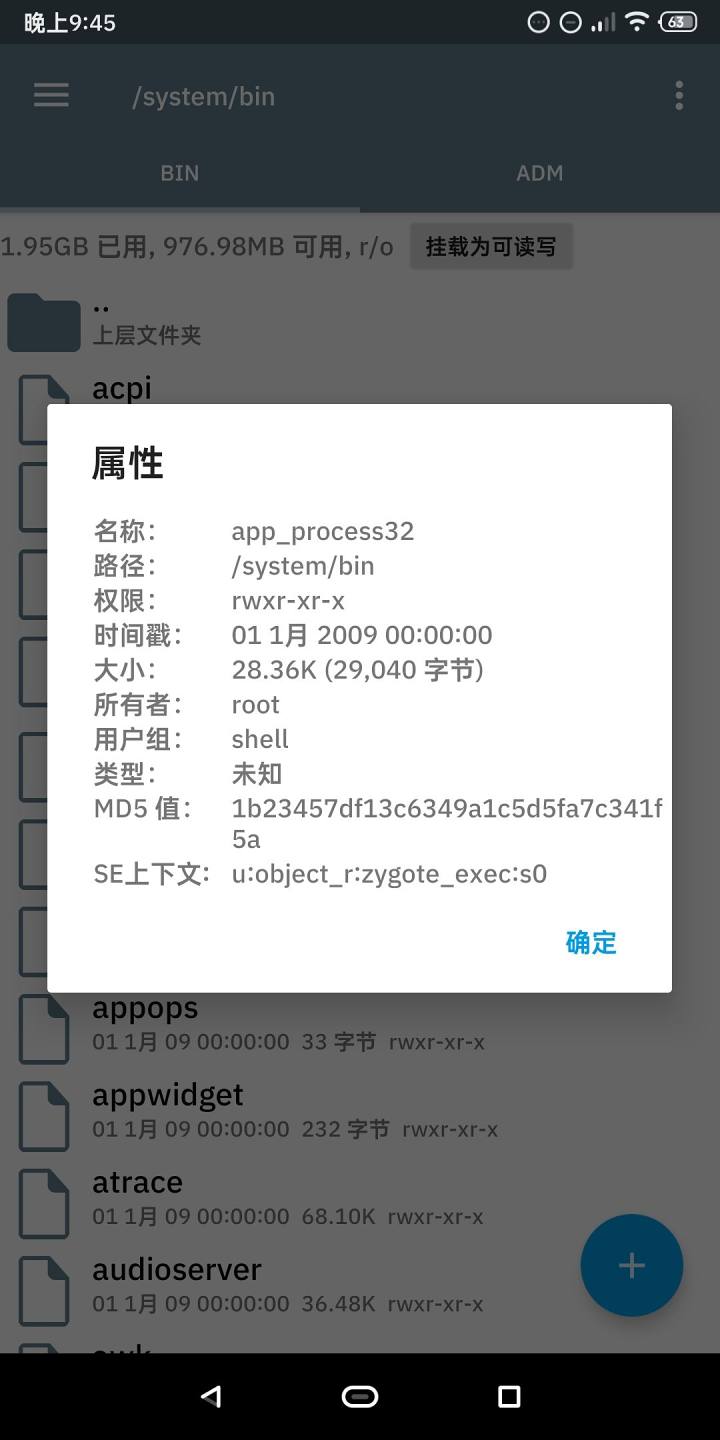 晚上9:45
63
/system/bin
BIN
ADM
1.95GB 已用, 976.98MB 可用, r/o
挂载为可读写
..
上层文件夹
acpi
属性
名称： app_process32
路径： /system/bin
权限： rwxr-xr-x
时间戳： 01 1月 2009 00:00:00
大小： 28.36K (29,040 字节)
所有者： root
用户组： shell
类型： 未知
MD5 值： 1b23457df13c6349a1c5d5fa7c341f
5a
SE上下文: u:object_r:zygote_exec:s0
确定
appops
01 1月 09 00:00:00 33 字节 rwxr-xr-x
appwidget
01 1月 09 00:00:00 232 字节 rwxr-xr-x
atrace
01 1月 09 00:00:00 68.10K rwxr-xr-x
audioserver
01 1月 09 00:00:00 36.48K rwxr-xr-x